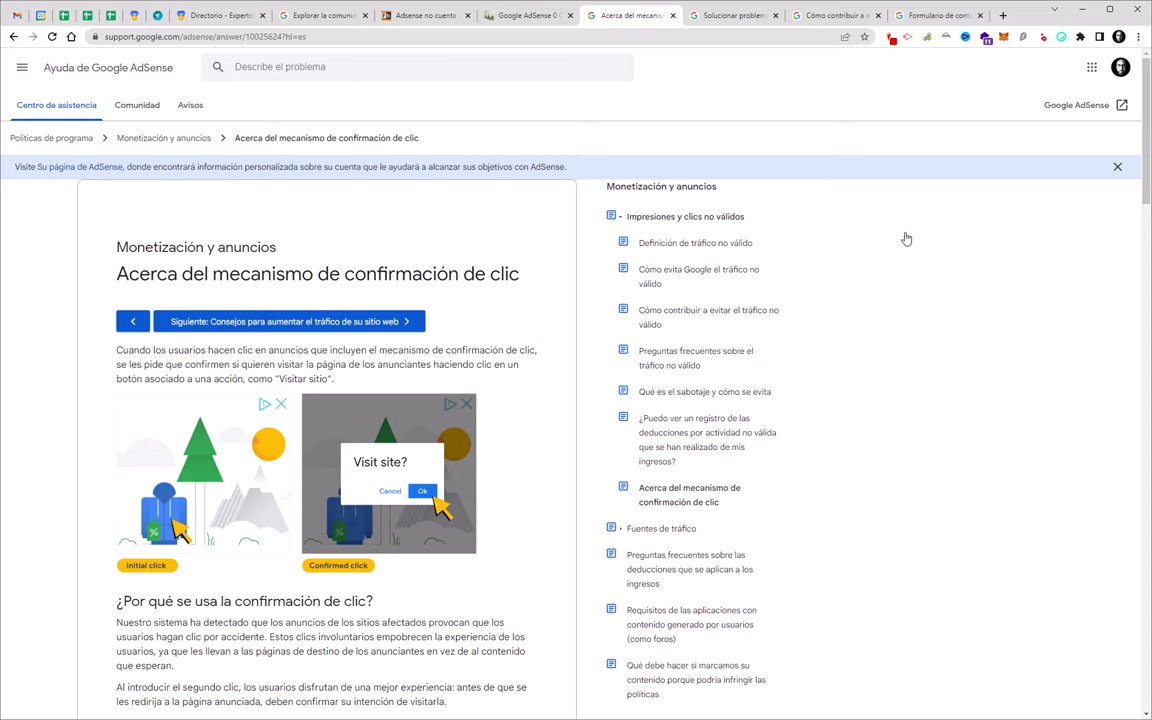 Directorio - Experto
Explorar la comunid
Adsense no cuenta
Google AdSense 0 C
Acerca del mecanism
Solucionar problema
Cómo contribuir a e
Formulario de conta
support.google.com/adsense/answer/10025624?hl=es
11
Ayuda de Google AdSense
Describe el problema
Centro de asistencia
Comunidad
Avisos
Google AdSense
Políticas de programa
Monetización y anuncios
Acerca del mecanismo de confirmación de clic
Visite Su página de AdSense, donde encontrará información personalizada sobre su cuenta que le ayudará a alcanzar sus objetivos con AdSense.
Monetización y anuncios
Acerca del mecanismo de confirmación de clic
Siguiente: Consejos para aumentar el tráfico de su sitio web
Cuando los usuarios hacen clic en anuncios que incluyen el mecanismo de confirmación de clic,
se les pide que confirmen si quieren visitar la página de los anunciantes haciendo clic en un
botón asociado a una acción, como "Visitar sitio".
%
Initial click
Visit site?
Cancel
Ok
%
Confirmed click
¿Por qué se usa la confirmación de clic?
Nuestro sistema ha detectado que los anuncios de los sitios afectados provocan que los
usuarios hagan clic por accidente. Estos clics involuntarios empobrecen la experiencia de los
usuarios, ya que les llevan a las páginas de destino de los anunciantes en vez de al contenido
que esperan.
Al introducir el segundo clic, los usuarios disfrutan de una mejor experiencia: antes de que se
les redirija a la página anunciada, deben confirmar su intención de visitarla.
Monetización y anuncios
Impresiones y clics no válidos
Definición de tráfico no válido
Cómo evita Google el tráfico no
válido
Cómo contribuir a evitar el tráfico no
válido
Preguntas frecuentes sobre el
tráfico no válido
Qué es el sabotaje y cómo se evita
¿Puedo ver un registro de las
deducciones por actividad no válida
que se han realizado de mis
ingresos?
Acerca del mecanismo de
confirmación de clic
Fuentes de tráfico
Preguntas frecuentes sobre las
deducciones que se aplican a los
ingresos
Requisitos de las aplicaciones con
contenido generado por usuarios
(como foros)
Qué debe hacer si marcamos su
contenido porque podría infringir las
políticas